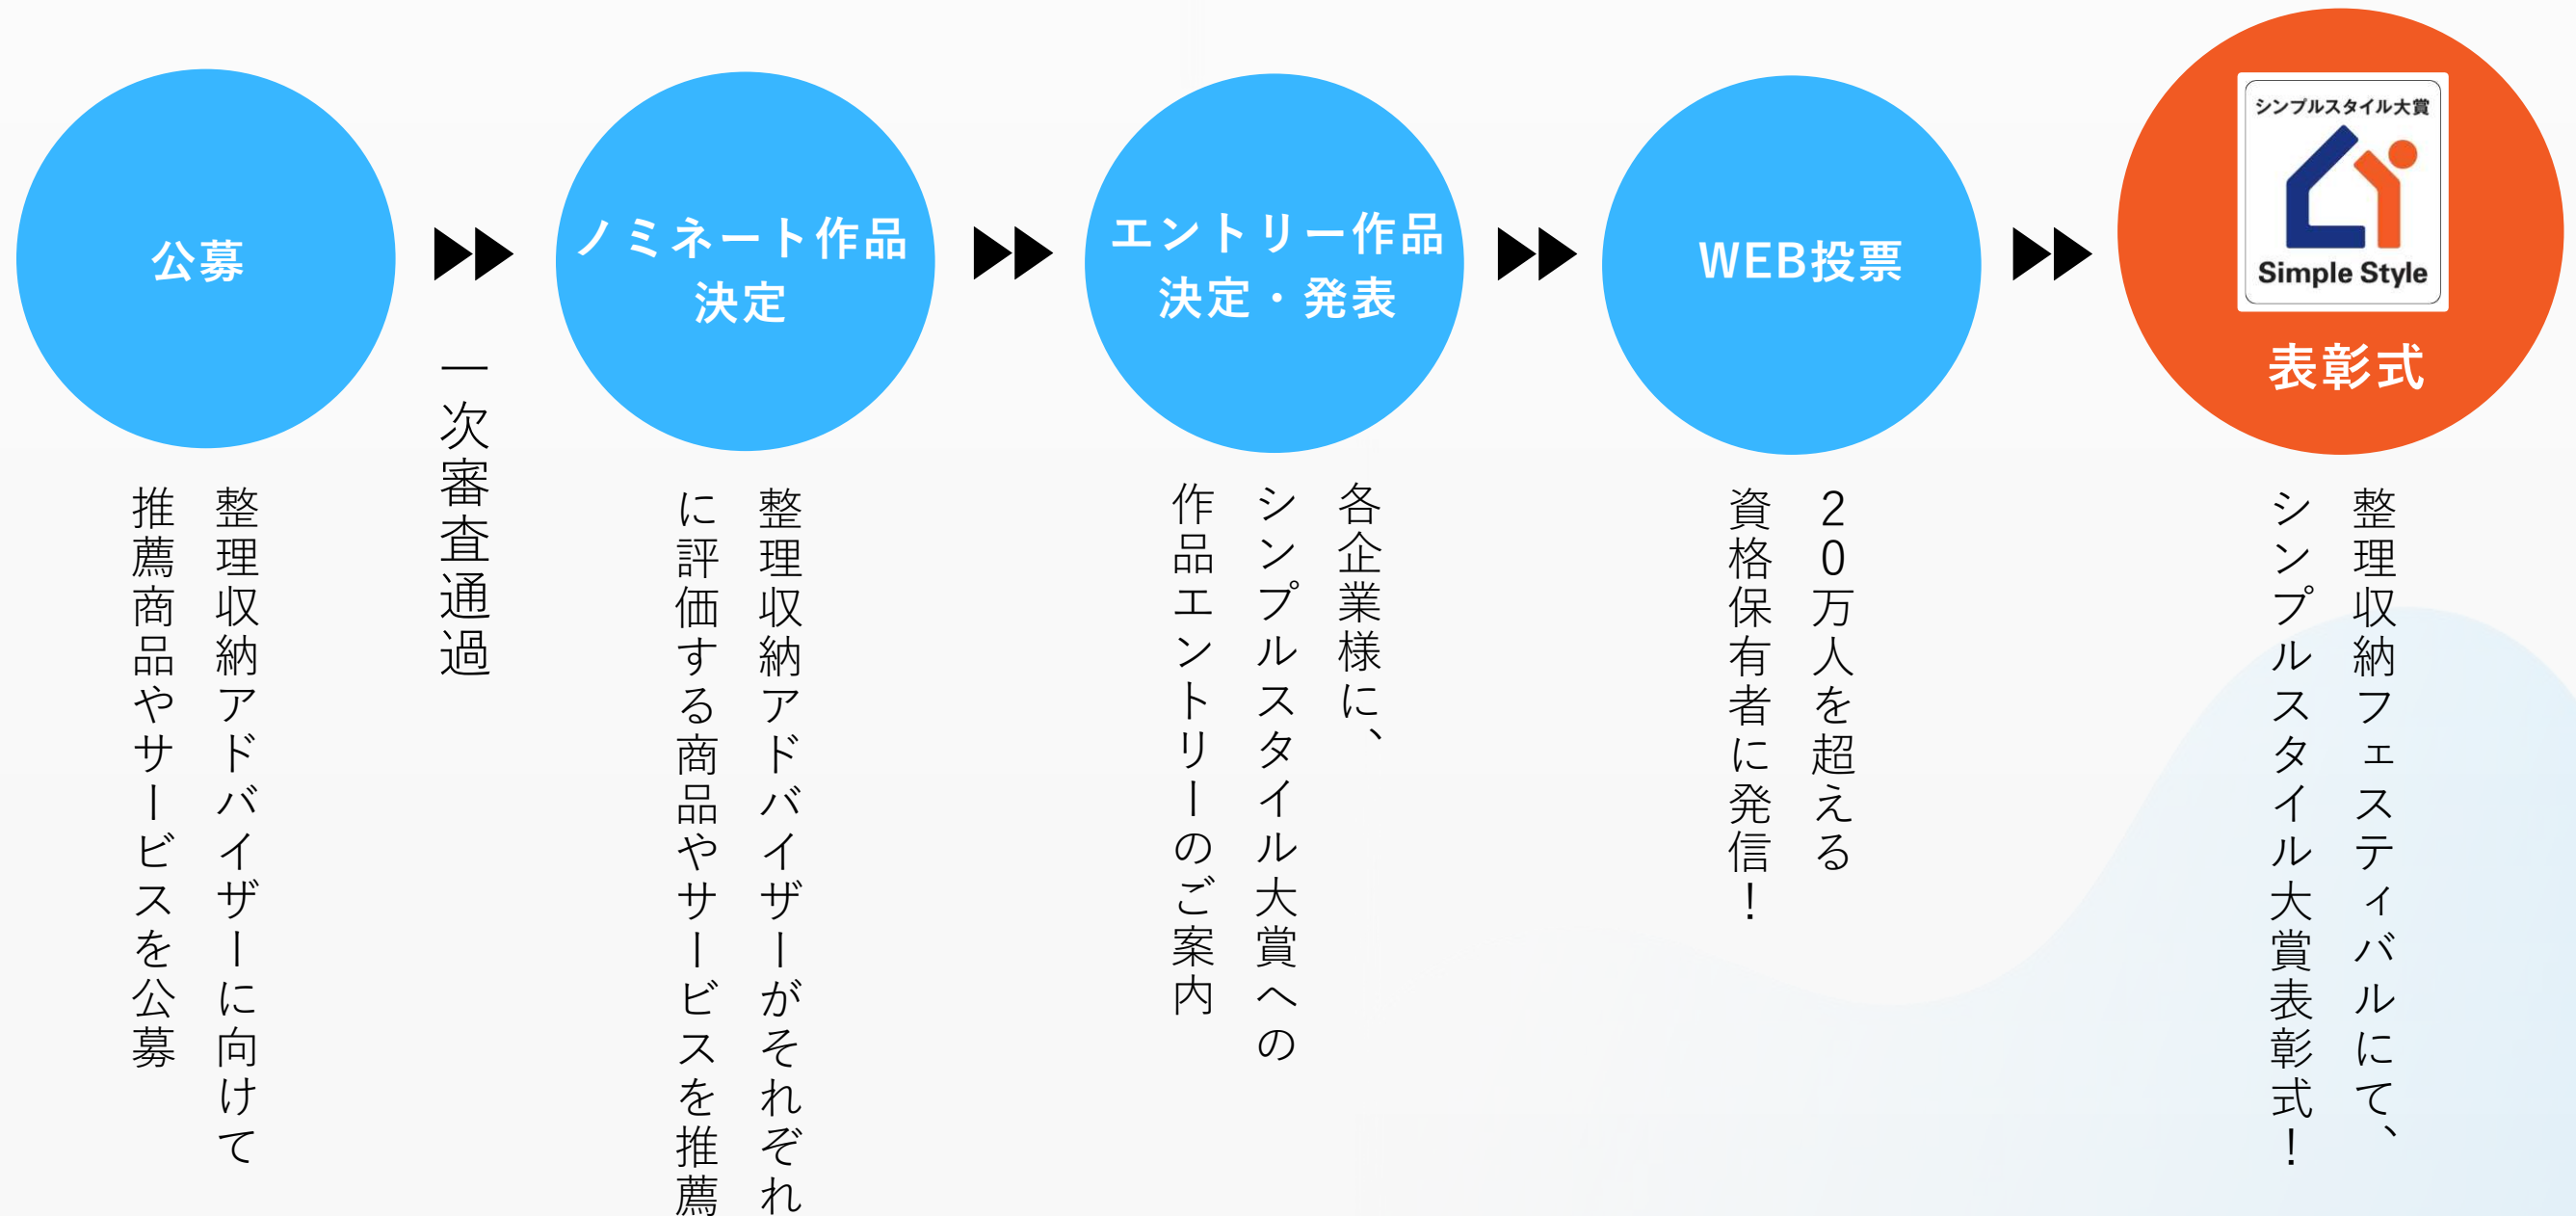 公募
整理収納アドバイザーに向けて
推薦商品やサービスを公募
一次審査通過
ノミネート作品
決定
整理収納アドバイザーがそれぞれ
に評価する商品やサービスを推薦
エントリー作品
決定・発表
各企業様に、
シンプルスタイル大賞への
作品エントリーのご案内
WEB投票
20万人を超える
資格保有者に発信！
シンプルスタイル大賞
Simple Style
表彰式
整理収納フェスティバルにて、
シンプルスタイル大賞表彰式！